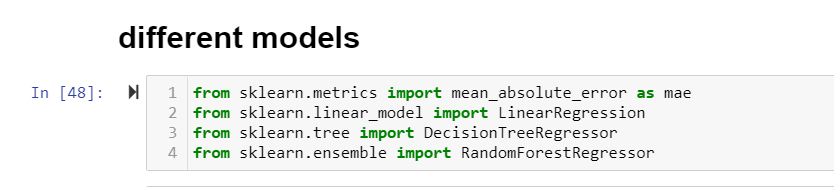 different models
In [48]:
1 from sklearn.metrics import mean_absolute_error as mae
2 from sklearn.linear_model import LinearRegression
3 from sklearn.tree import DecisionTreeRegressor
4 from sklearn.ensemble import RandomForestRegressor